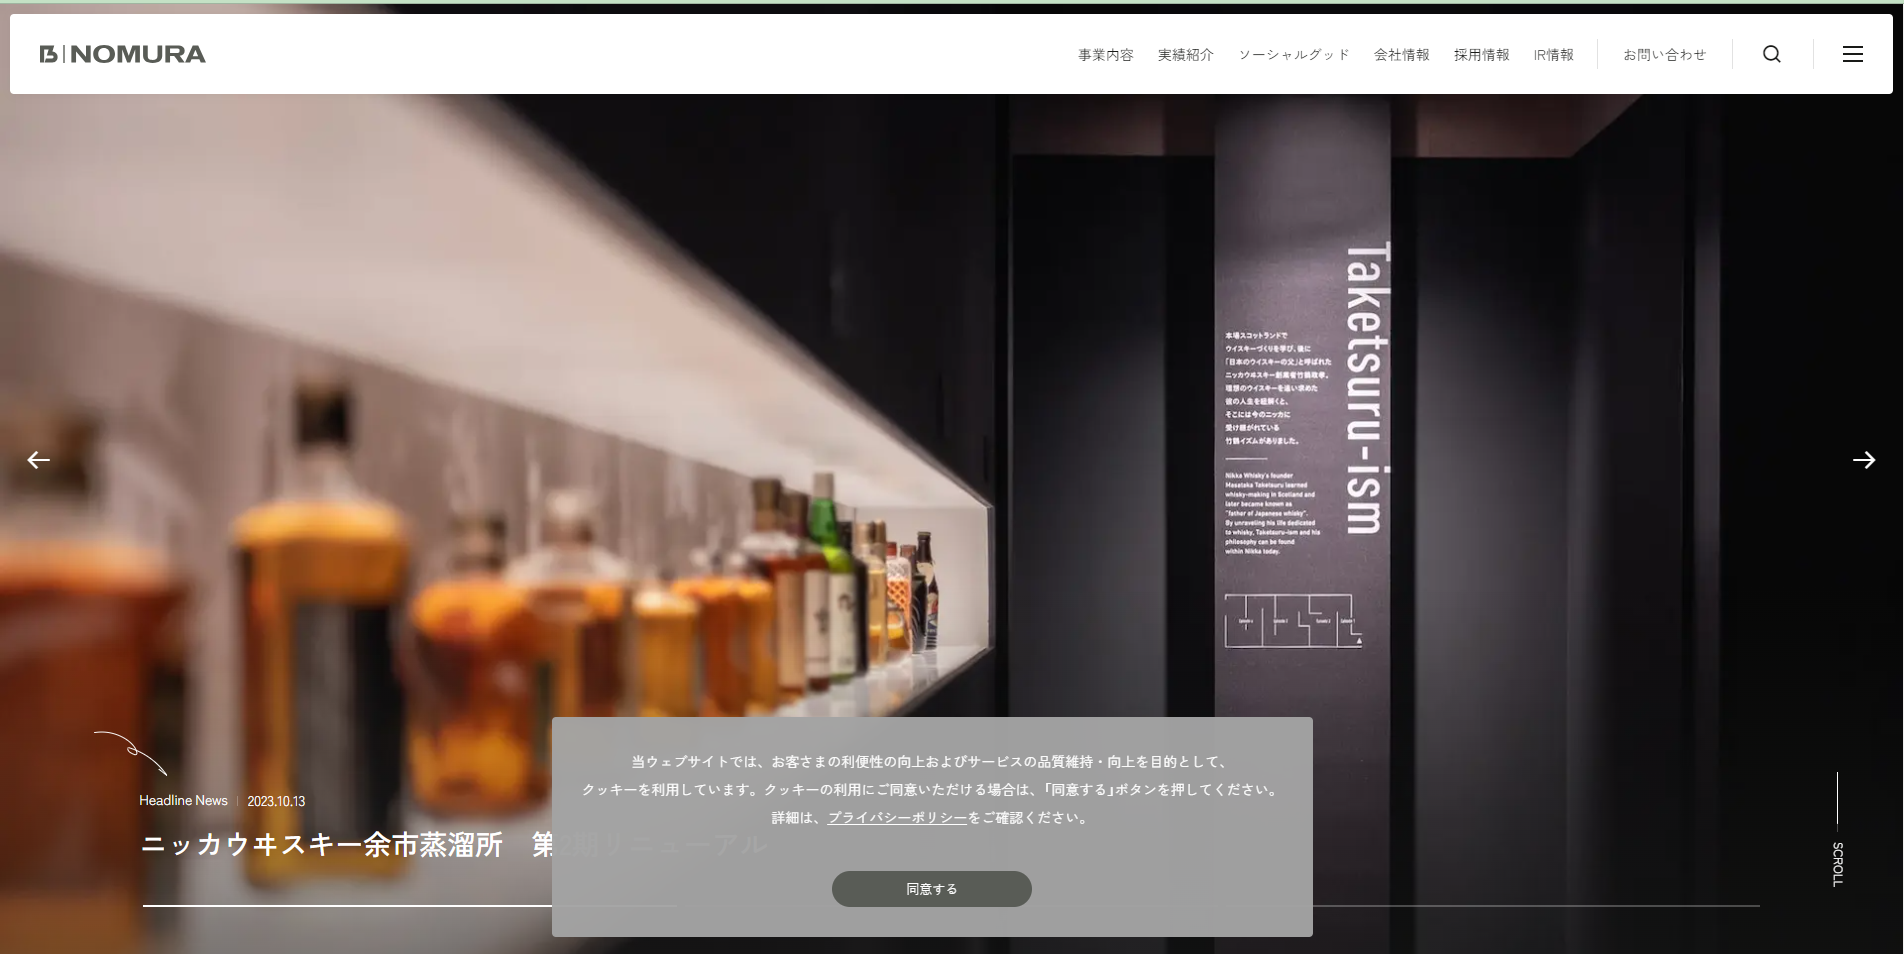 NOMURA
事業内容 実績紹介 ソーシャルグッド 会社情報 採用情報 IR情報 お問い合わせ
Taketsuru-ism
本場スコットランドで
ウイスキーづくりを学び、後に
「日本のウイスキーの父」と呼ばれた
ニッカウヰスキー創業者竹鶴政孝。
理想のウイスキーを追い求めた
彼の人生を紐解くと、
そこには今のニッカに
受け継がれている
竹鶴イズムがありました。
Nikka Whisky's founder
Masataka Taketsuru learned
whisky-making in Scotland and
later became known as
"father of Japanese whisky".
By unraveling his life dedicated
to whisky, Taketsuru-ism and his
philosophy can be found
within Nikka today.
Headline News 2023.10.13
ニッカウヰスキー余市蒸溜所 第2期リニューアル
当ウェブサイトでは、お客さまの利便性の向上およびサービスの品質維持・向上を目的として、
クッキーを利用しています。クッキーの利用にご同意いただける場合は、「同意する」ボタンを押してください。
詳細は、プライバシーポリシーをご確認ください。
同意する
SCROLL